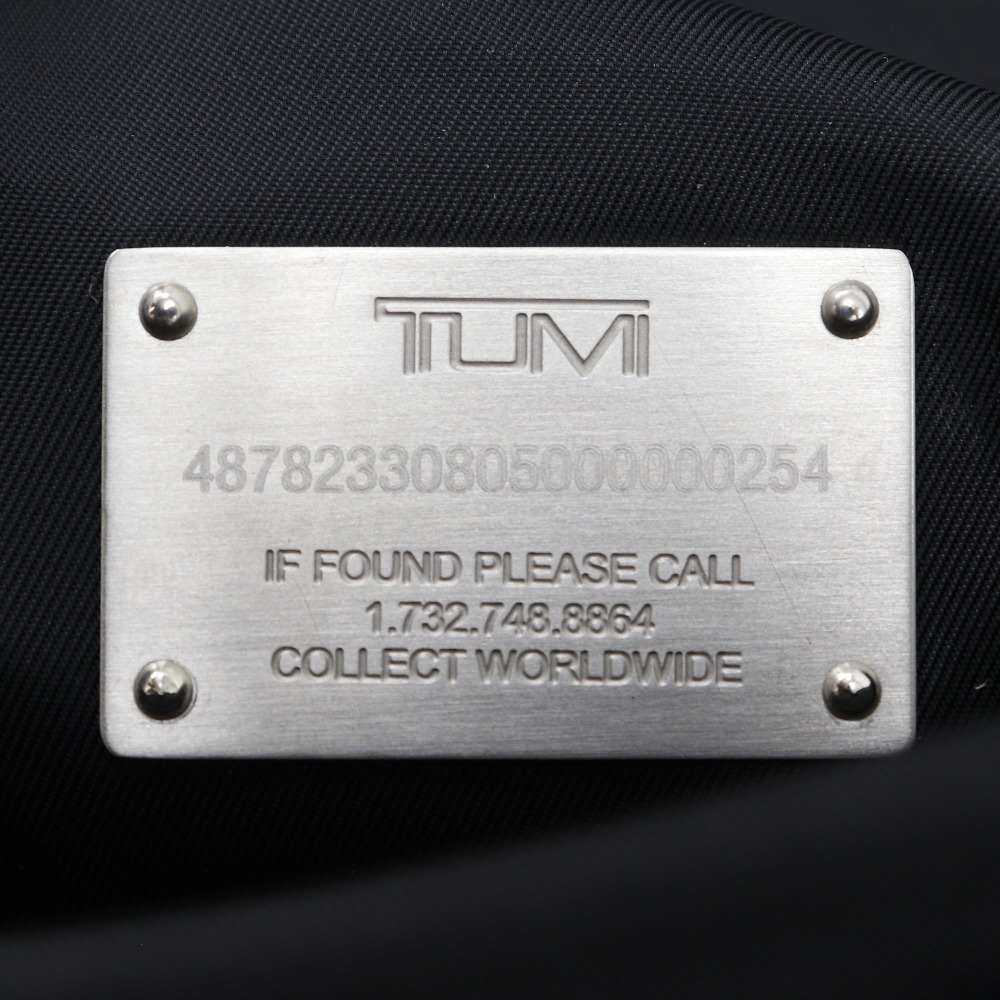 TUMI
48782330805000000254
IF FOUND PLEASE CALL
1.732.748.8864
COLLECT WORLDWIDE